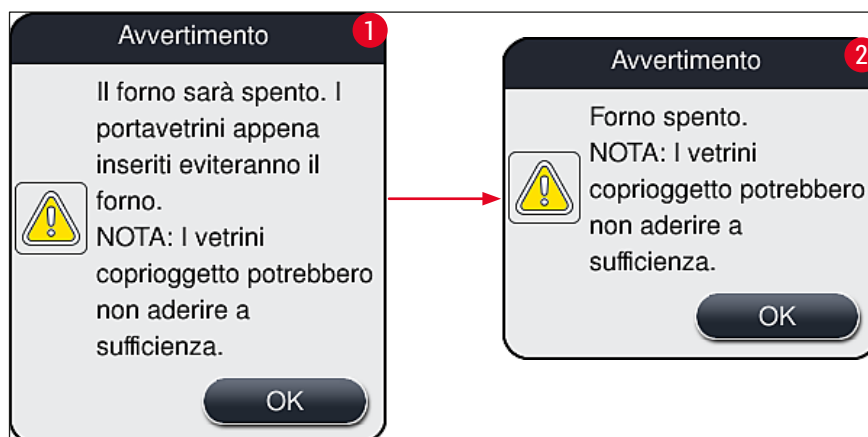 Avvertimento
1
Il forno sarà spento. I
portavetrini appena
inseriti eviteranno il
forno.
NOTA: I vetrini
coprioggetto potrebbero
non aderire a
sufficienza.
OK
Avvertimento
2
Forno spento.
NOTA: I vetrini
coprioggetto potrebbero
non aderire a
sufficienza.
OK